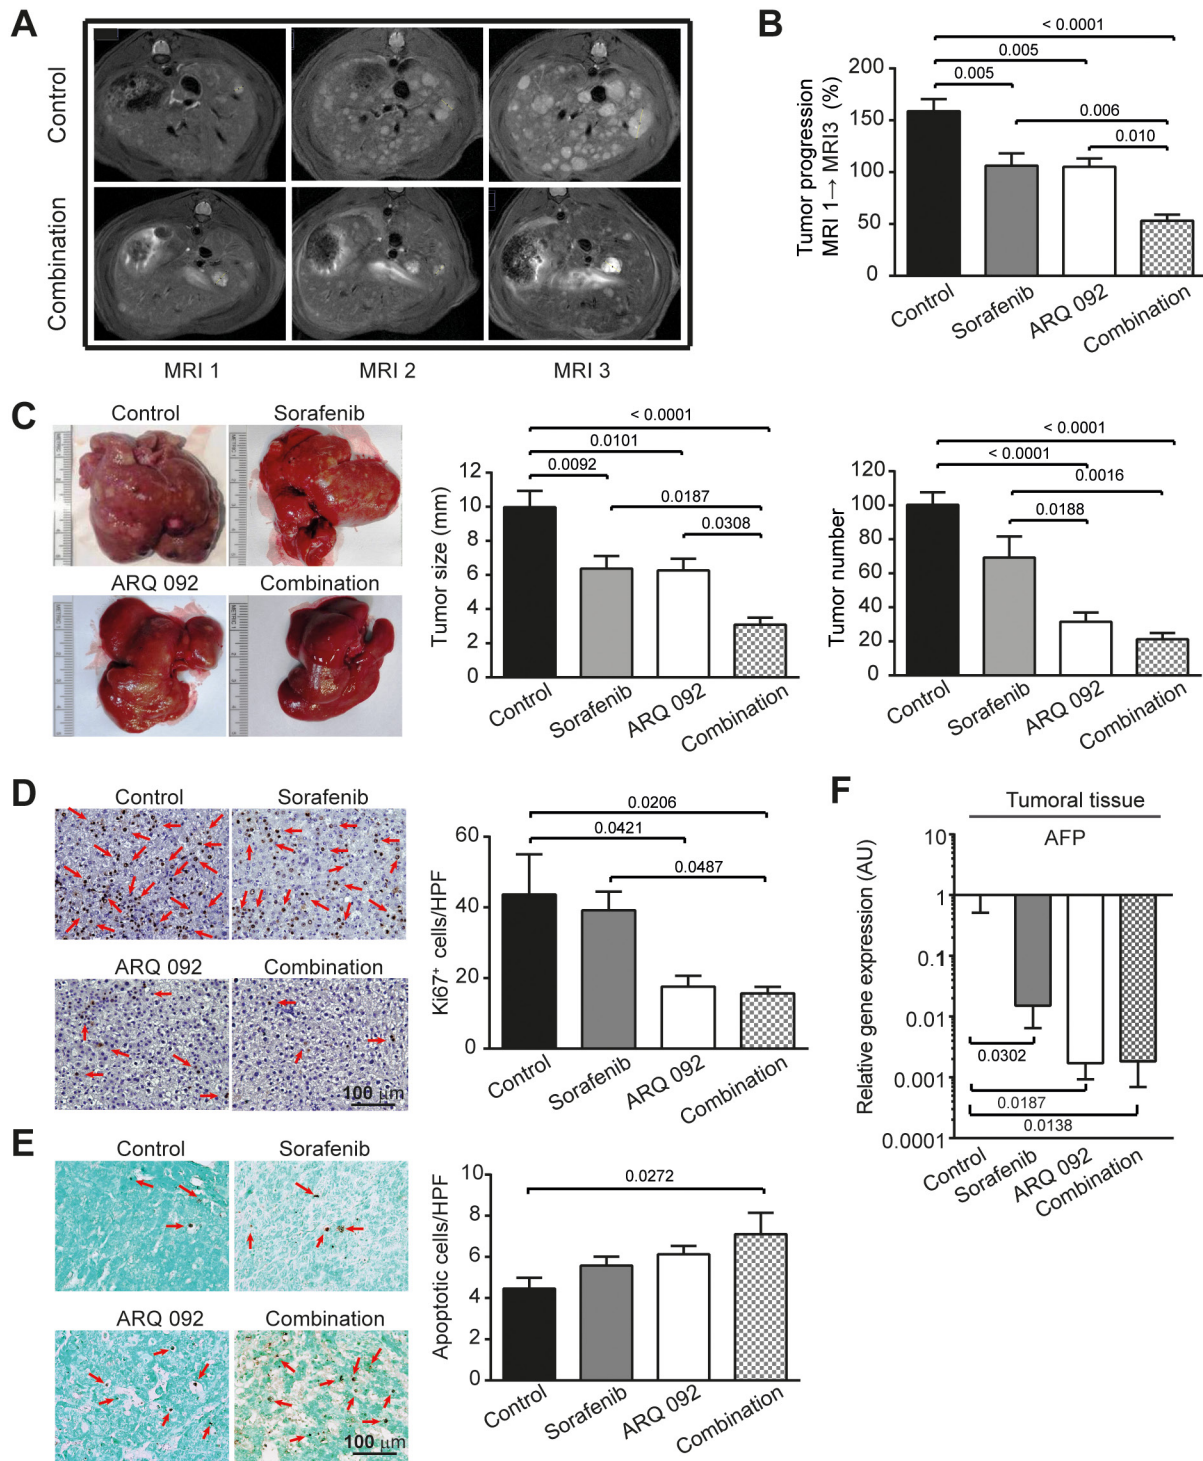 A
Control
Combination
MRI 1
MRI 2
MRI 3
B
Tumor progression
MRI 1→ MRI3 (%)
200
150
100
50
0
< 0.0001
0.005
0.005
0.006
0.010
Control
Sorafenib
ARQ 092
Combination
C
Control
Sorafenib
ARQ 092
Combination
Tumor size (mm)
12
10
8
6
4
2
0
< 0.0001
0.0101
0.0092
0.0187
0.0308
Control
Sorafenib
ARQ 092
Combination
Tumor number
120
100
80
60
40
20
0
< 0.0001
< 0.0001
0.0016
0.0188
Control
Sorafenib
ARQ 092
Combination
D
Control
Sorafenib
ARQ 092
Combination
100 µm
Ki67⁺ cells/HPF
60
40
20
0
0.0206
0.0421
0.0487
Control
Sorafenib
ARQ 092
Combination
E
Control
Sorafenib
ARQ 092
Combination
100 µm
Apoptotic cells/HPF
10
8
6
4
2
0
0.0272
Control
Sorafenib
ARQ 092
Combination
F
Tumoral tissue
AFP
Relative gene expression (AU)
10
1
0.1
0.01
0.001
0.0001
0.0302
0.0187
0.0138
Control
Sorafenib
ARQ 092
Combination